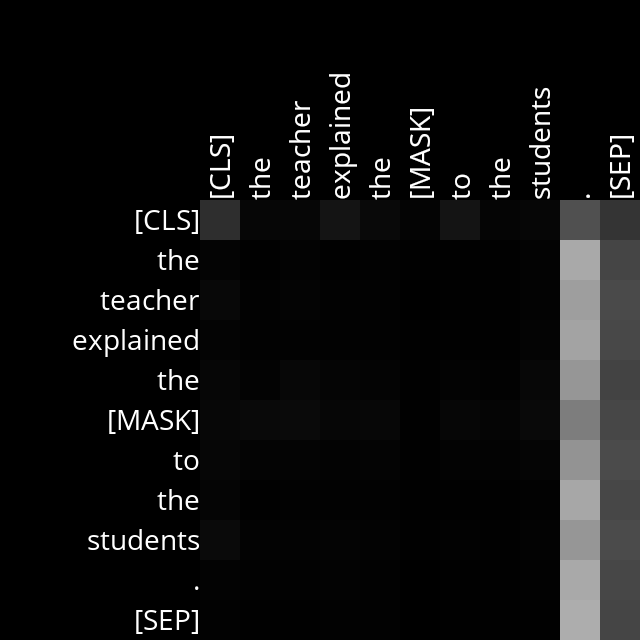 [CLS]
the
teacher
explained
the
[MASK]
to
the
students
.
[SEP]
[CLS]
the
teacher
explained
the
[MASK]
to
the
students
.
[SEP]